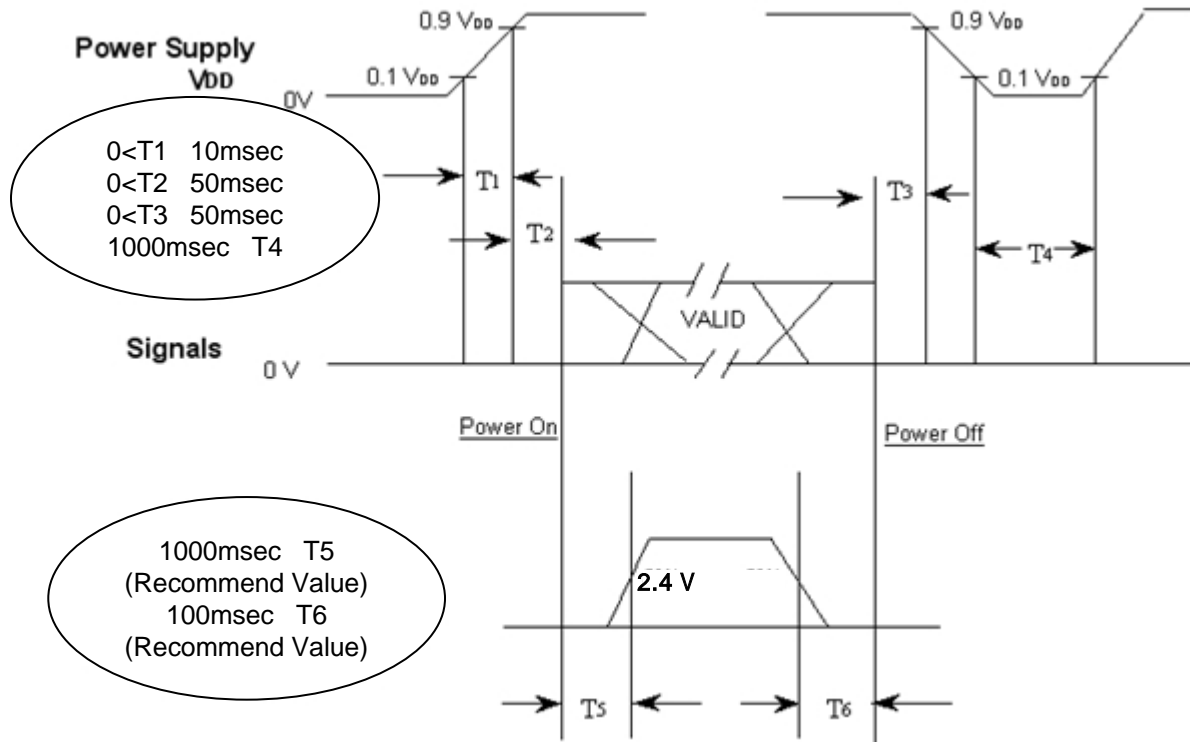 0.9 VDD
0.9 VDD
Power Supply
VDD
0.1 VDD
0.1 VDD
0V
0<T1 10msec
0<T2 50msec
0<T3 50msec
1000msec T4
T1
T3
T2
T4
VALID
Signals
0 V
Power On
Power Off
1000msec T5
(Recommend Value)
100msec T6
(Recommend Value)
2.4 V
T5
T6